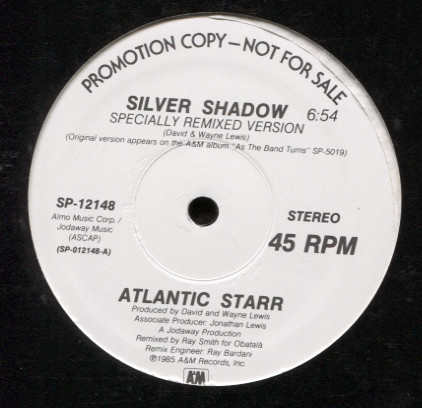 PROMOTION COPY—NOT FOR SALE
SILVER SHADOW 6:54
SPECIALLY REMIXED VERSION
(David & Wayne Lewis)
(Original version appears on the A&M album "As The Band Turns" SP-5019)
SP-12148
Almo Music Corp./
Jodaway Music
(ASCAP)
(SP-012148-A)
STEREO
45 RPM
ATLANTIC STARR
Produced by David and Wayne Lewis
Associate Producer: Jonathan Lewis
A Jodaway Production
Remixed by Ray Smith for Obatalà
Remix Engineer: Ray Bardani
℗1985 A&M Records, Inc.
A&M